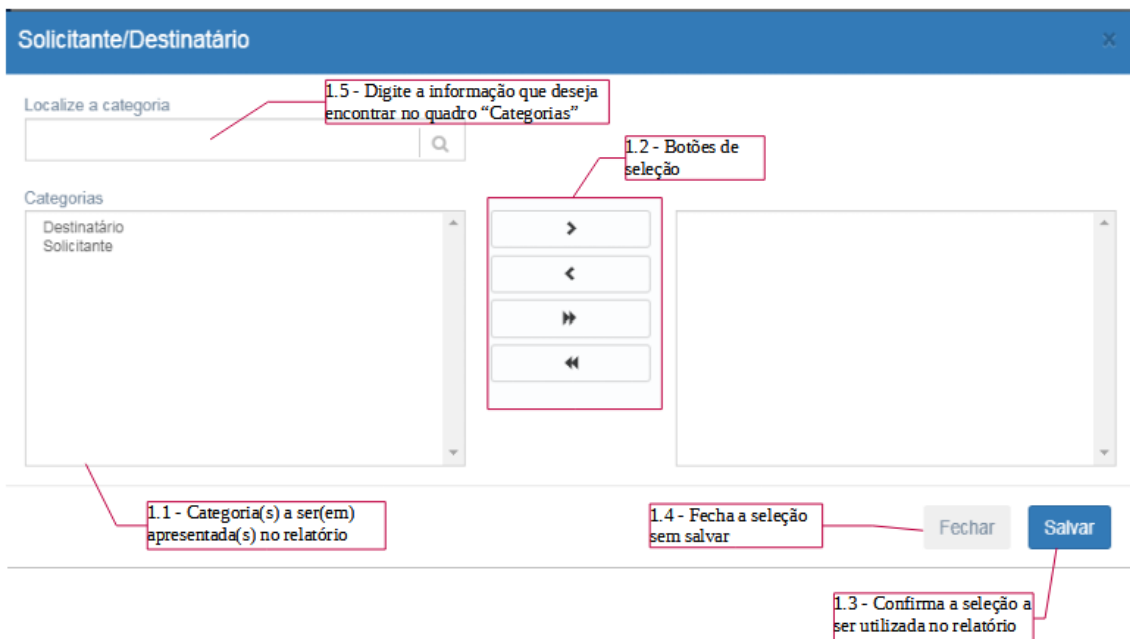 Solicitante/Destinatário
x
Localize a categoria
1.5 - Digite a informação que deseja
encontrar no quadro “Categorias”
1.2 - Botões de
seleção
Categorias
Destinatário
Solicitante
1.1 - Categoria(s) a ser(em)
apresentada(s) no relatório
1.4 - Fecha a seleção
sem salvar
Fechar
Salvar
1.3 - Confirma a seleção a
ser utilizada no relatório